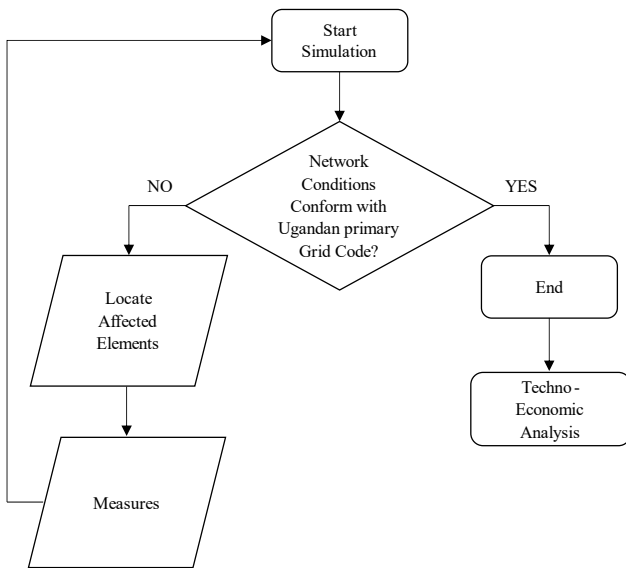 Start
Simulation
Network
Conditions
Conform with
Ugandan primary
Grid Code?
NO
YES
Locate
Affected
Elements
End
Measures
Techno -
Economic
Analysis